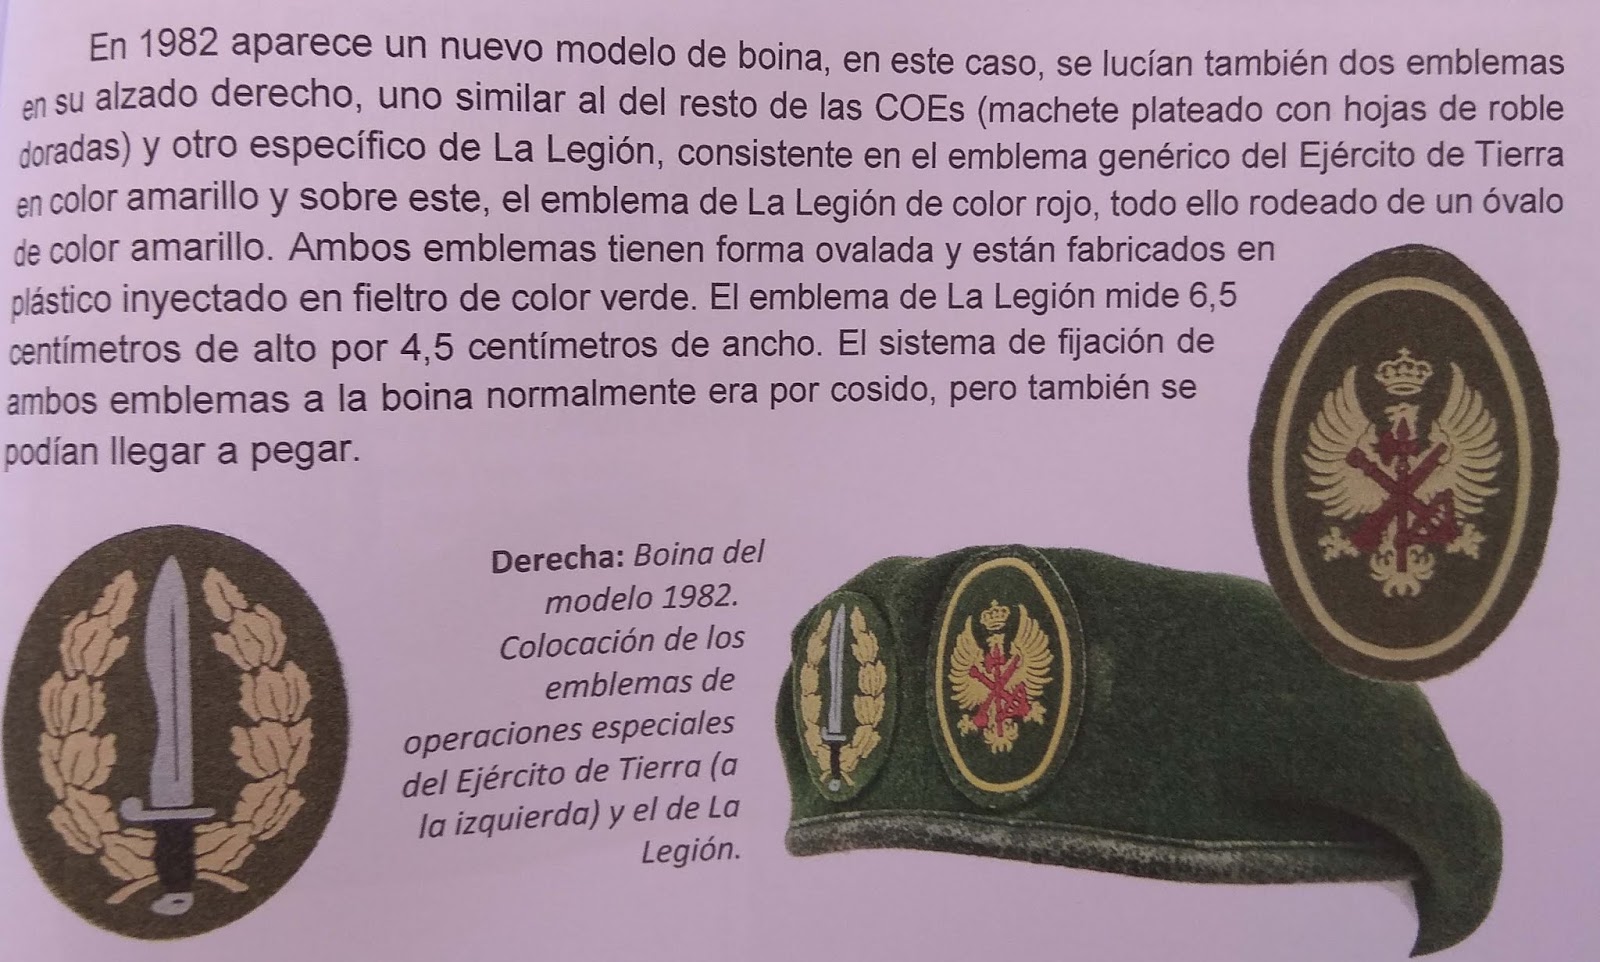 En 1982 aparece un nuevo modelo de boina, en este caso, se lucían también dos emblemas
en su alzado derecho, uno similar al del resto de las COEs (machete plateado con hojas de roble
doradas) y otro específico de La Legión, consistente en el emblema genérico del Ejército de Tierra
en color amarillo y sobre este, el emblema de La Legión de color rojo, todo ello rodeado de un óvalo
de color amarillo. Ambos emblemas tienen forma ovalada y están fabricados en
plástico inyectado en fieltro de color verde. El emblema de La Legión mide 6,5
centímetros de alto por 4,5 centímetros de ancho. El sistema de fijación de
ambos emblemas a la boina normalmente era por cosido, pero también se
podían llegar a pegar.
Derecha: Boina del
modelo 1982.
Colocación de los
emblemas de
operaciones especiales
del Ejército de Tierra (a
la izquierda) y el de La
Legión.